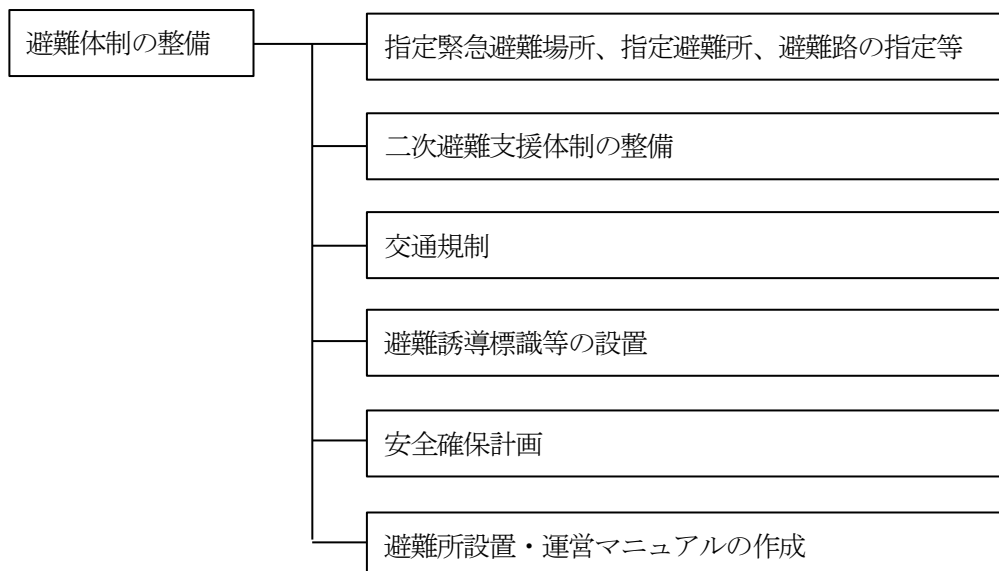 避難体制の整備
指定緊急避難場所、指定避難所、避難路の指定等
二次避難支援体制の整備
交通規制
避難誘導標識等の設置
安全確保計画
避難所設置・運営マニュアルの作成